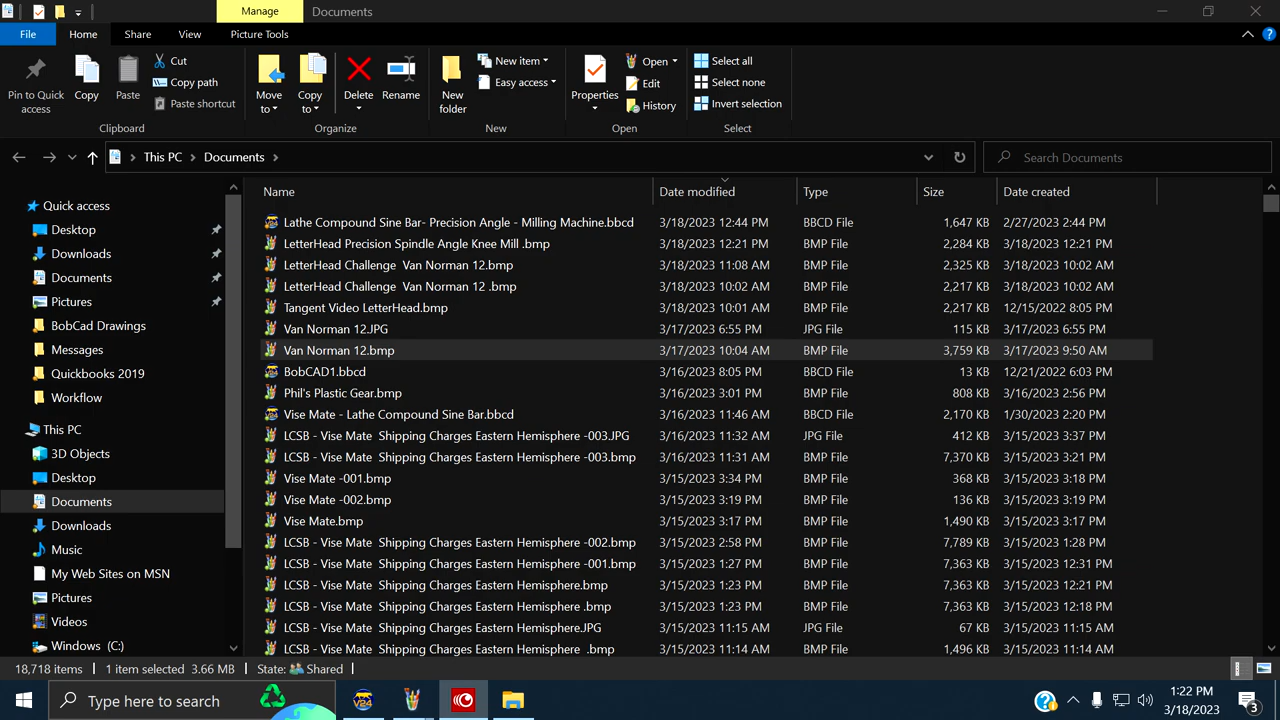 Manage
Documents
File
Home
Share
View
Picture Tools
Pin to Quick access
Copy
Paste
Cut
Copy path
Paste shortcut
Clipboard
Move to
Copy to
Delete
Rename
Organize
New folder
New item
Easy access
New
Properties
Open
Edit
History
Open
Select all
Select none
Invert selection
Select
This PC > Documents >
Search Documents
Name Date modified Type Size Date created
Quick access
Desktop
Downloads
Documents
Pictures
BobCad Drawings
Messages
Quickbooks 2019
Workflow
This PC
3D Objects
Desktop
Documents
Downloads
Music
My Web Sites on MSN
Pictures
Videos
Windows (C:)
Lathe Compound Sine Bar- Precision Angle - Milling Machine.bbcd 3/18/2023 12:44 PM BBCD File 1,647 KB 2/27/2023 2:44 PM
LetterHead Precision Spindle Angle Knee Mill .bmp 3/18/2023 12:21 PM BMP File 2,284 KB 3/18/2023 12:21 PM
LetterHead Challenge  Van Norman 12.bmp 3/18/2023 11:08 AM BMP File 2,325 KB 3/18/2023 10:02 AM
LetterHead Challenge  Van Norman 12 .bmp 3/18/2023 10:02 AM BMP File 2,217 KB 3/18/2023 10:02 AM
Tangent Video LetterHead.bmp 3/18/2023 10:01 AM BMP File 2,217 KB 12/15/2022 8:05 PM
Van Norman 12.JPG 3/17/2023 6:55 PM JPG File 115 KB 3/17/2023 6:55 PM
Van Norman 12.bmp 3/17/2023 10:04 AM BMP File 3,759 KB 3/17/2023 9:50 AM
BobCAD1.bbcd 3/16/2023 8:05 PM BBCD File 13 KB 12/21/2022 6:03 PM
Phil's Plastic Gear.bmp 3/16/2023 3:01 PM BMP File 808 KB 3/16/2023 2:56 PM
Vise Mate - Lathe Compound Sine Bar.bbcd 3/16/2023 11:46 AM BBCD File 2,170 KB 1/30/2023 2:20 PM
LCSB - Vise Mate  Shipping Charges Eastern Hemisphere -003.JPG 3/16/2023 11:32 AM JPG File 412 KB 3/15/2023 3:37 PM
LCSB - Vise Mate  Shipping Charges Eastern Hemisphere -003.bmp 3/16/2023 11:31 AM BMP File 7,370 KB 3/15/2023 3:21 PM
Vise Mate -001.bmp 3/15/2023 3:34 PM BMP File 368 KB 3/15/2023 3:18 PM
Vise Mate -002.bmp 3/15/2023 3:19 PM BMP File 136 KB 3/15/2023 3:19 PM
Vise Mate.bmp 3/15/2023 3:17 PM BMP File 1,490 KB 3/15/2023 3:17 PM
LCSB - Vise Mate  Shipping Charges Eastern Hemisphere -002.bmp 3/15/2023 2:58 PM BMP File 7,789 KB 3/15/2023 1:28 PM
LCSB - Vise Mate  Shipping Charges Eastern Hemisphere -001.bmp 3/15/2023 1:27 PM BMP File 7,363 KB 3/15/2023 12:31 PM
LCSB - Vise Mate  Shipping Charges Eastern Hemisphere.bmp 3/15/2023 1:23 PM BMP File 7,363 KB 3/15/2023 12:21 PM
LCSB - Vise Mate  Shipping Charges Eastern Hemisphere .bmp 3/15/2023 1:23 PM BMP File 7,363 KB 3/15/2023 12:18 PM
LCSB - Vise Mate  Shipping Charges Eastern Hemisphere.JPG 3/15/2023 11:15 AM JPG File 67 KB 3/15/2023 11:15 AM
LCSB - Vise Mate  Shipping Charges Eastern Hemisphere  .bmp 3/15/2023 11:14 AM BMP File 1,496 KB 3/15/2023 11:14 AM
18,718 items 1 item selected 3.66 MB State: Shared
Type here to search
V24
1:22 PM
3/18/2023
3